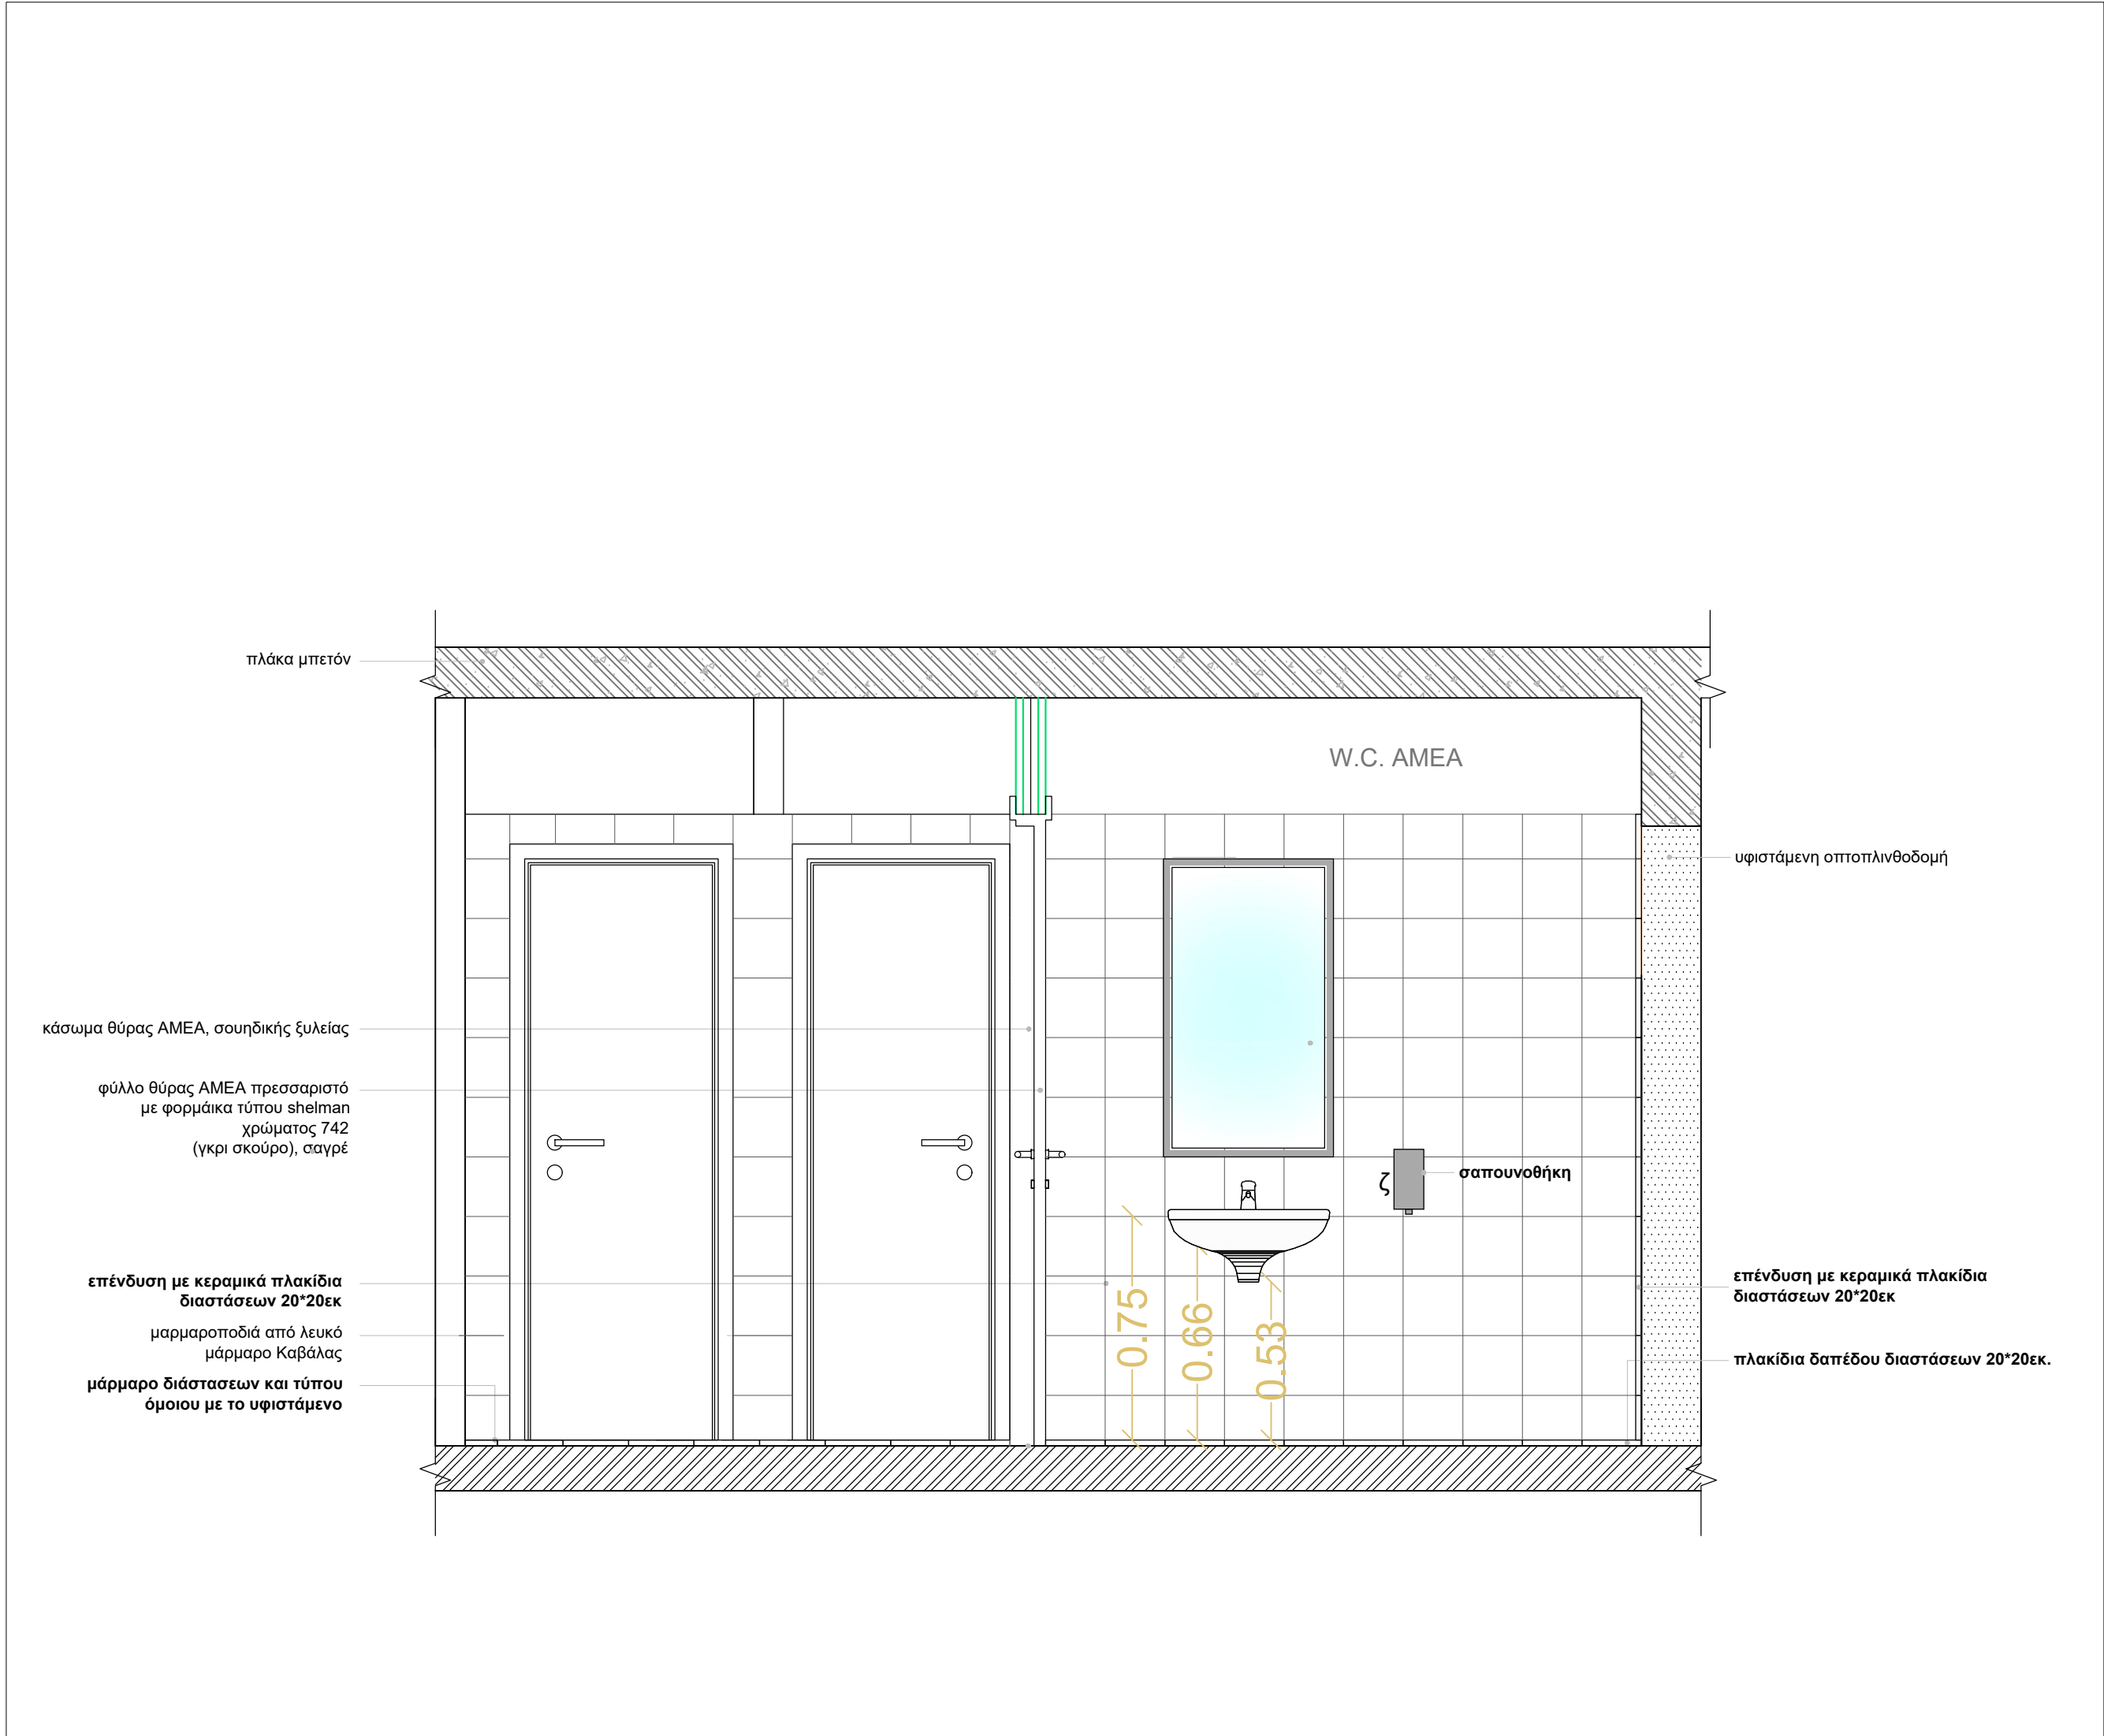 πλάκα μπετόν
W.C. ΑΜΕΑ
υφιστάμενη οπτοπλινθοδομή
κάσωμα θύρας ΑΜΕΑ, σουηδικής ξυλείας
φύλλο θύρας ΑΜΕΑ πρεσσαριστό
με φορμάικα τύπου shelman
χρώματος 742
(γκρι σκούρο), σαγρέ
ζ
σαπουνοθήκη
επένδυση με κεραμικά πλακίδια
διαστάσεων 20*20εκ
μαρμαροποδιά από λευκό
μάρμαρο Καβάλας
μάρμαρο διάστασεων και τύπου
όμοιου με το υφιστάμενο
0.75
0.66
0.53
επένδυση με κεραμικά πλακίδια
διαστάσεων 20*20εκ
πλακίδια δαπέδου διαστάσεων 20*20εκ.